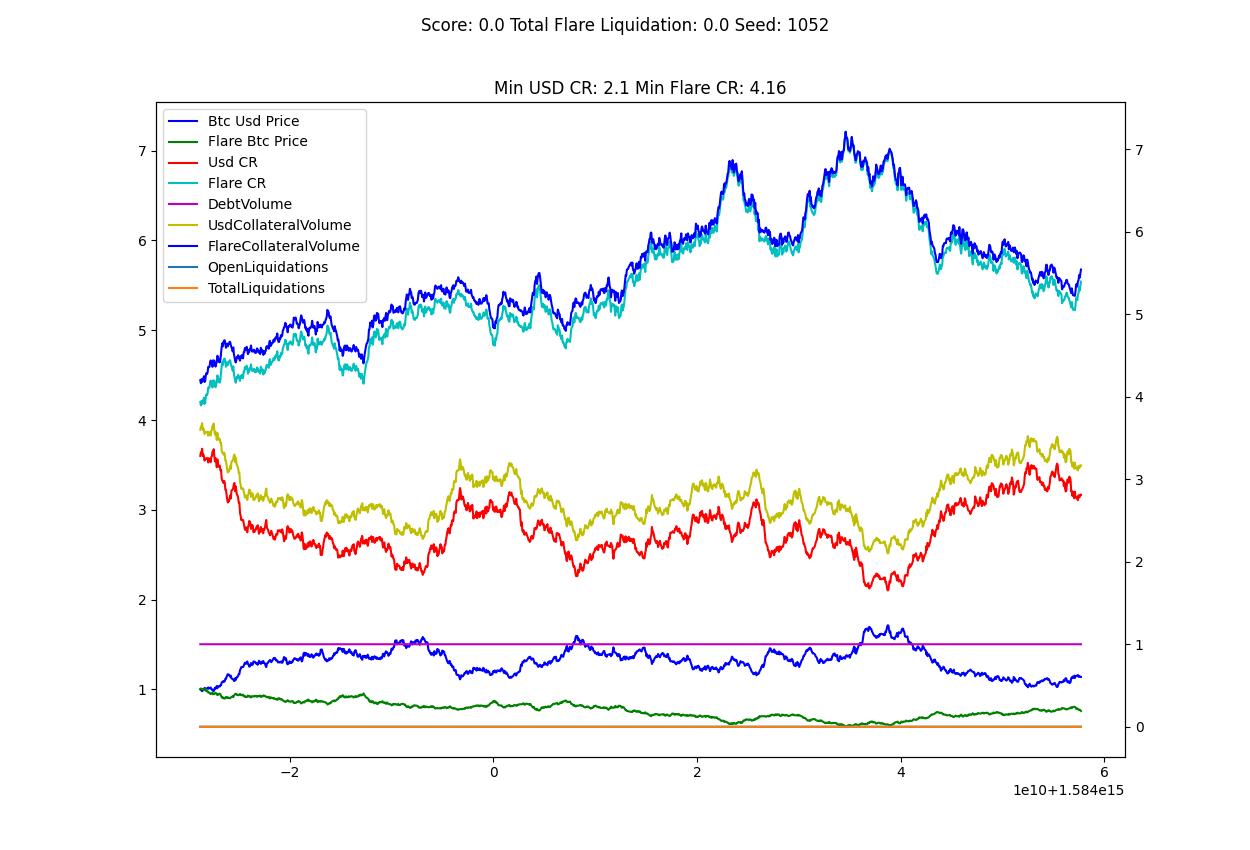 Score: 0.0 Total Flare Liquidation: 0.0 Seed: 1052
Min USD CR: 2.1 Min Flare CR: 4.16
Btc Usd Price
Flare Btc Price
Usd CR
Flare CR
DebtVolume
UsdCollateralVolume
FlareCollateralVolume
OpenLiquidations
TotalLiquidations
7
6
5
4
3
2
1
7
6
5
4
3
2
1
0
−2
0
2
4
6
1e10+1.584e15